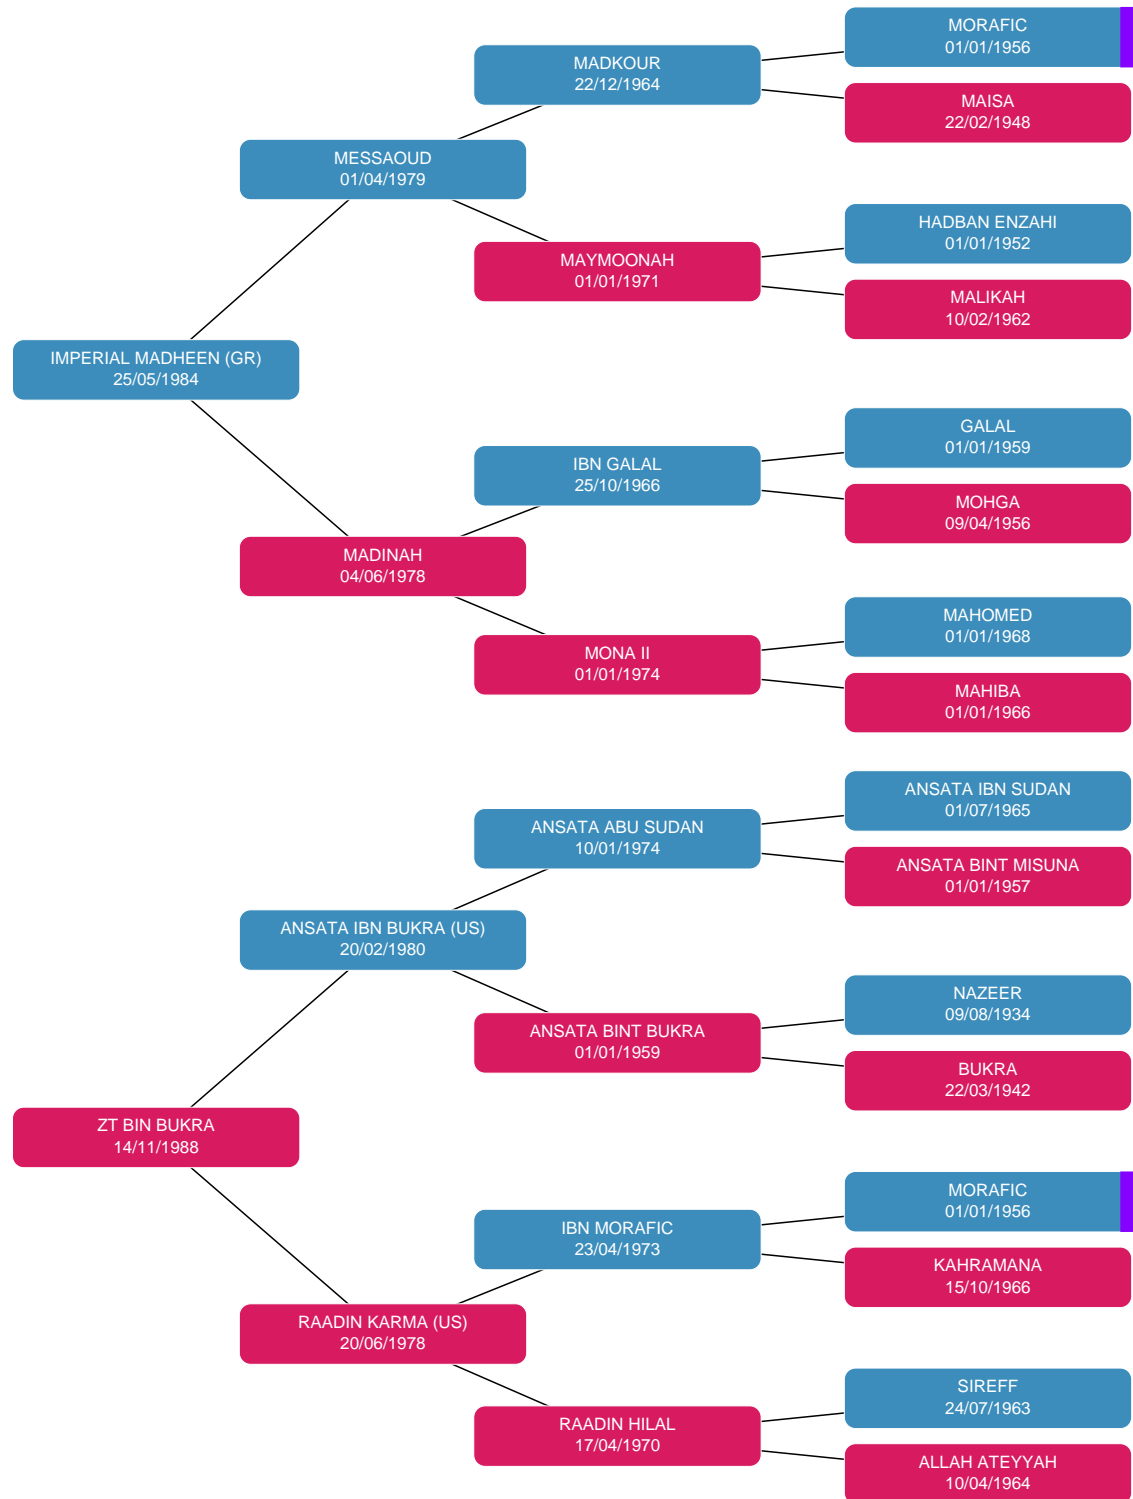 MORAFIC
01/01/1956
MADKOUR
22/12/1964
MAISA
22/02/1948
MESSAOUD
01/04/1979
HADBAN ENZAHI
01/01/1952
MAYMOONAH
01/01/1971
MALIKAH
10/02/1962
IMPERIAL MADHEEN (GR)
25/05/1984
GALAL
01/01/1959
IBN GALAL
25/10/1966
MOHGA
09/04/1956
MADINAH
04/06/1978
MAHOMED
01/01/1968
MONA II
01/01/1974
MAHIBA
01/01/1966
ANSATA IBN SUDAN
01/07/1965
ANSATA ABU SUDAN
10/01/1974
ANSATA BINT MISUNA
01/01/1957
ANSATA IBN BUKRA (US)
20/02/1980
NAZEER
09/08/1934
ANSATA BINT BUKRA
01/01/1959
BUKRA
22/03/1942
ZT BIN BUKRA
14/11/1988
MORAFIC
01/01/1956
IBN MORAFIC
23/04/1973
KAHRAMANA
15/10/1966
RAADIN KARMA (US)
20/06/1978
SIREFF
24/07/1963
RAADIN HILAL
17/04/1970
ALLAH ATEYYAH
10/04/1964